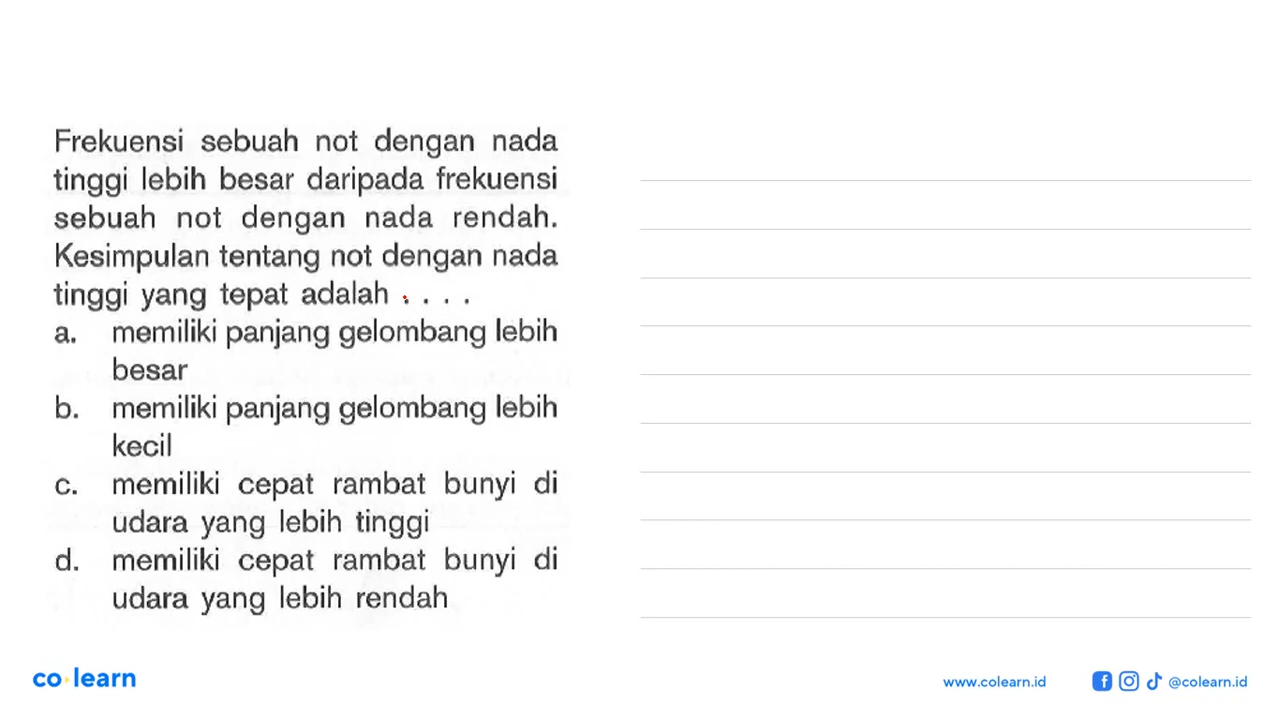 Frekuensi sebuah not dengan nada
tinggi lebih besar daripada frekuensi
sebuah not dengan nada rendah.
Kesimpulan tentang not dengan nada
tinggi yang tepat adalah . . . .
a. memiliki panjang gelombang lebih
besar
b. memiliki panjang gelombang lebih
kecil
c. memiliki cepat rambat bunyi di
udara yang lebih tinggi
d. memiliki cepat rambat bunyi di
udara yang lebih rendah
co·learn
www.colearn.id
@colearn.id